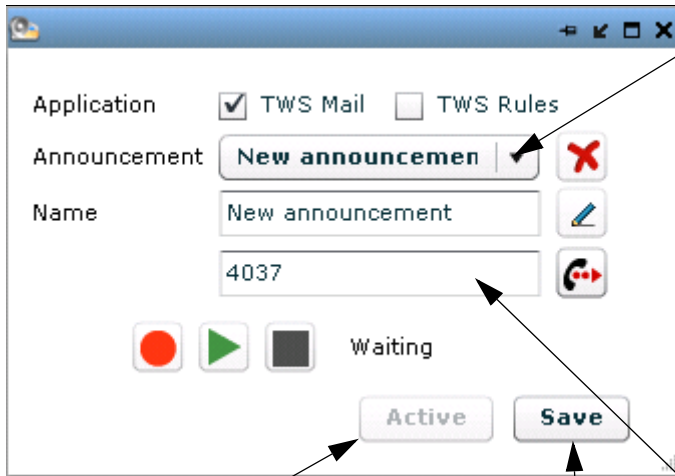 Application TWS Mail TWS Rules
Announcement New announcemen
Name New announcement
4037
Waiting
Active Save